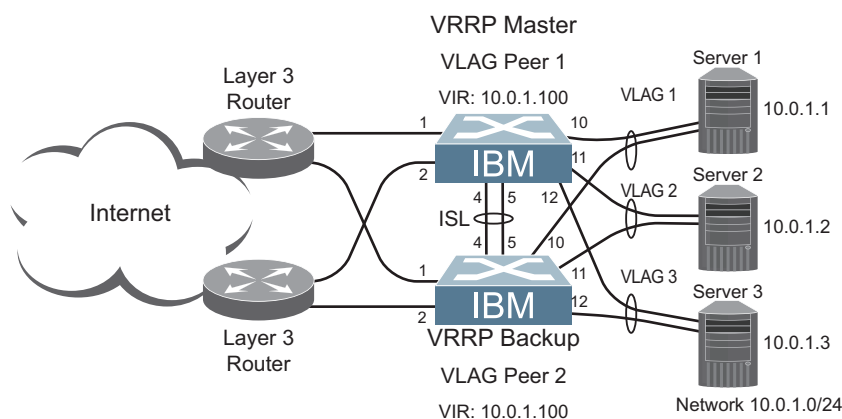 VRRP Master
VLAG Peer 1
VIR: 10.0.1.100
Layer 3
Router
Internet
Layer 3
Router
1
2
IBM
10
11
12
4
5
ISL
4
5
1
2
IBM
10
11
12
VRRP Backup
VLAG Peer 2
VIR: 10.0.1.100
VLAG 1
VLAG 2
VLAG 3
Server 1
10.0.1.1
Server 2
10.0.1.2
Server 3
10.0.1.3
Network 10.0.1.0/24